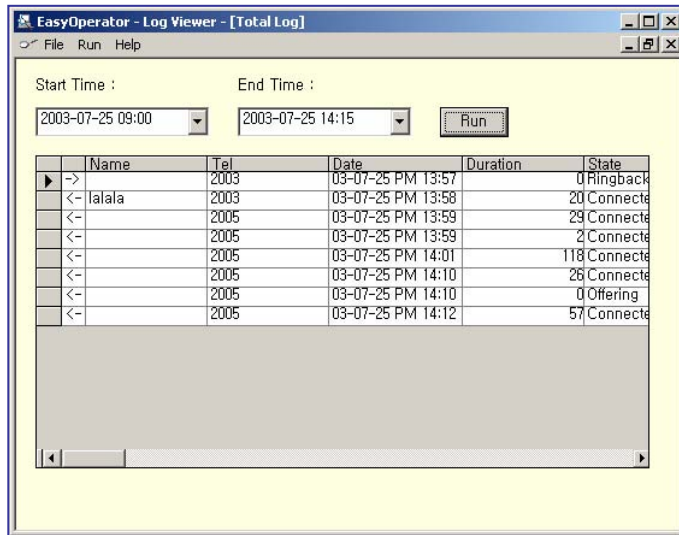 EasyOperator - Log Viewer - [Total Log]
File Run Help
Start Time : End Time :
2003-07-25 09:00 2003-07-25 14:15 Run
Name Tel Date Duration State
-> 2003 03-07-25 PM 13:57 0 Ringback
<- lalala 2003 03-07-25 PM 13:58 20 Connecte
<- 2005 03-07-25 PM 13:59 29 Connecte
<- 2005 03-07-25 PM 13:59 2 Connecte
<- 2005 03-07-25 PM 14:01 118 Connecte
<- 2005 03-07-25 PM 14:10 26 Connecte
<- 2005 03-07-25 PM 14:10 0 Offering
<- 2005 03-07-25 PM 14:12 57 Connecte